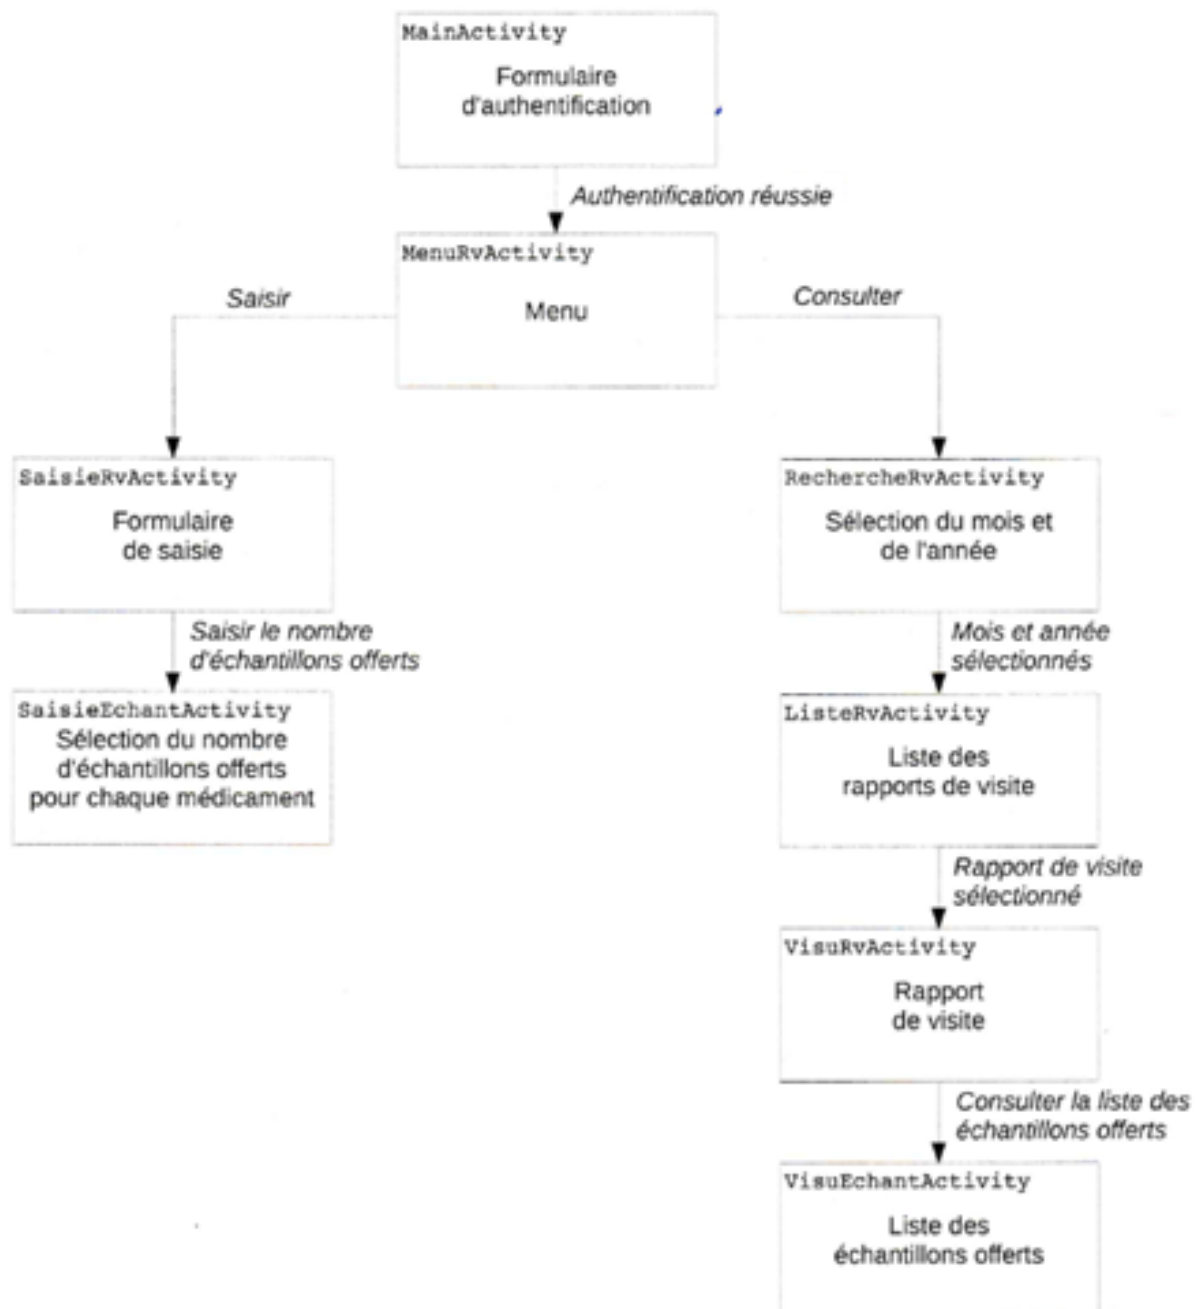 MainActivity
Formulaire
d'authentification
Authentification réussie
MenuRvActivity
Menu
Saisir
Consulter
SaisieRvActivity
Formulaire
de saisie
Saisir le nombre
d'échantillons offerts
SaisieEchantActivity
Sélection du nombre
d'échantillons offerts
pour chaque médicament
RechercheRvActivity
Sélection du mois et
de l'année
Mois et année
sélectionnés
ListeRvActivity
Liste des
rapports de visite
Rapport de visite
sélectionné
VisuRvActivity
Rapport
de visite
Consulter la liste des
échantillons offerts
VisuEchantActivity
Liste des
échantillons offerts